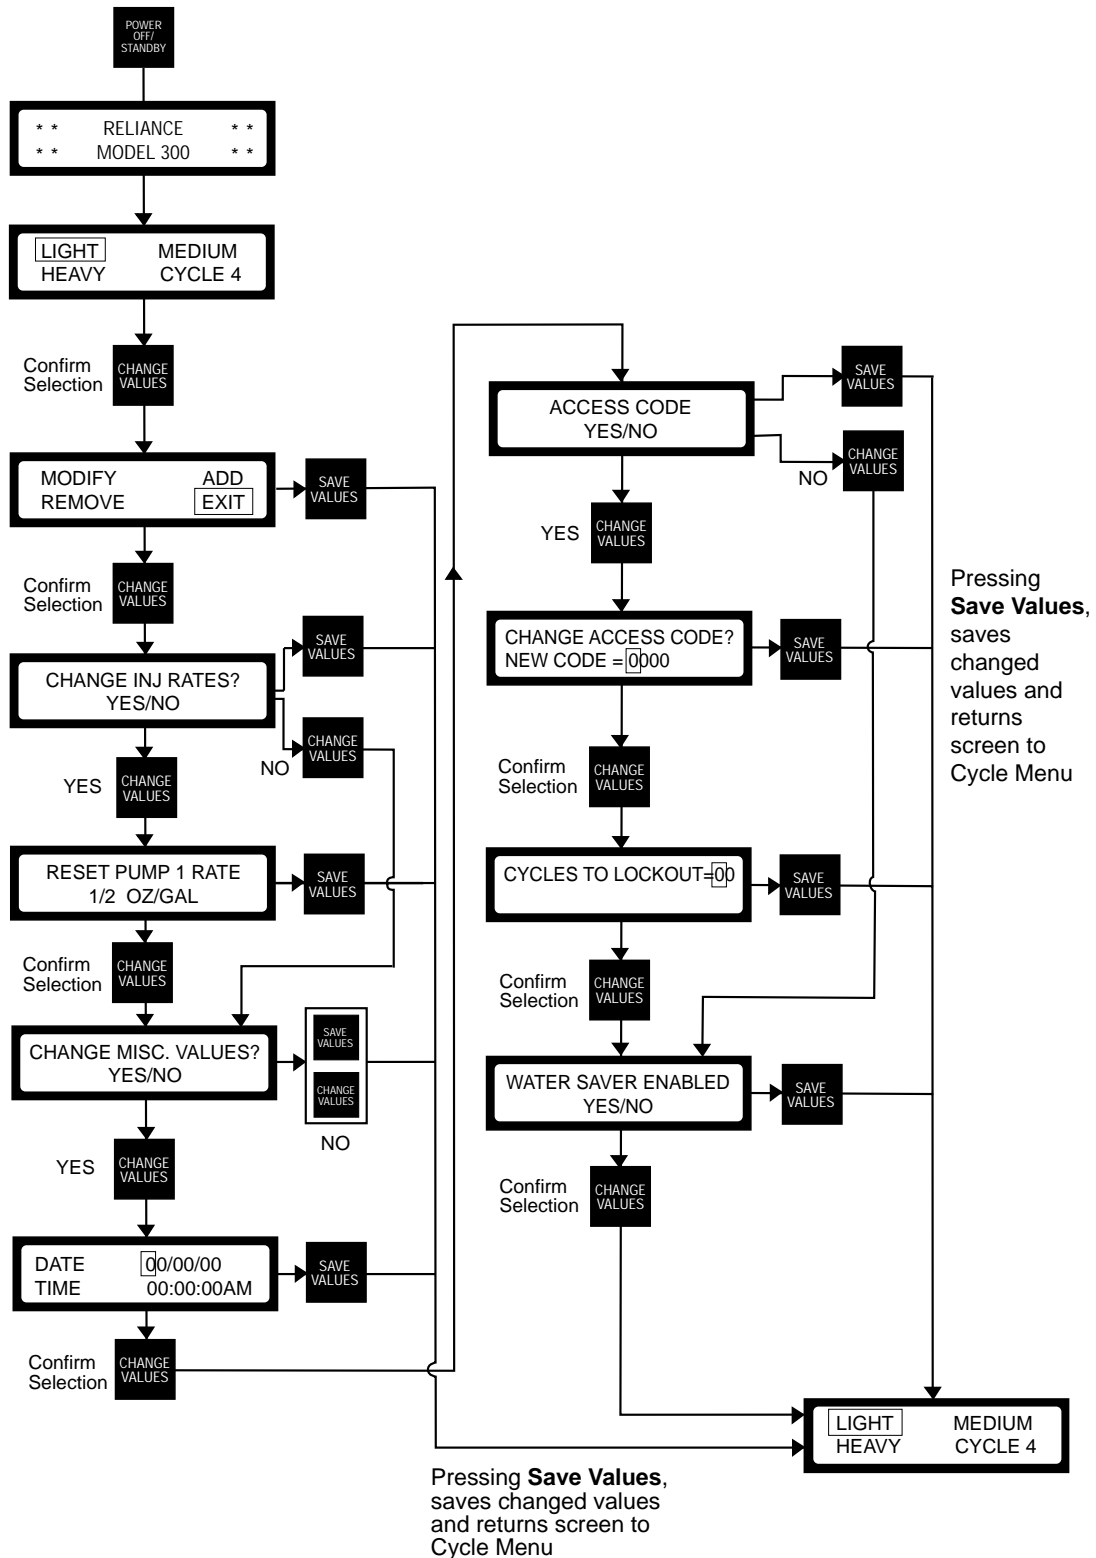 POWER
OFF/
STANDBY
* * RELIANCE * *
* * MODEL 300 * *
LIGHT MEDIUM
HEAVY CYCLE 4
Confirm
Selection
CHANGE
VALUES
MODIFY ADD
REMOVE EXIT
SAVE
VALUES
Confirm
Selection
CHANGE
VALUES
CHANGE INJ RATES?
YES/NO
SAVE
VALUES
NO
CHANGE
VALUES
YES
CHANGE
VALUES
RESET PUMP 1 RATE
1/2 OZ/GAL
SAVE
VALUES
Confirm
Selection
CHANGE
VALUES
CHANGE MISC. VALUES?
YES/NO
SAVE
VALUES
CHANGE
VALUES
NO
YES
CHANGE
VALUES
DATE 00/00/00
TIME 00:00:00AM
SAVE
VALUES
Confirm
Selection
CHANGE
VALUES
Pressing Save Values,
saves changed values
and returns screen to
Cycle Menu
ACCESS CODE
YES/NO
SAVE
VALUES
NO
CHANGE
VALUES
YES
CHANGE
VALUES
CHANGE ACCESS CODE?
NEW CODE = 0000
SAVE
VALUES
Confirm
Selection
CHANGE
VALUES
CYCLES TO LOCKOUT=00
SAVE
VALUES
Confirm
Selection
CHANGE
VALUES
WATER SAVER ENABLED
YES/NO
SAVE
VALUES
Confirm
Selection
CHANGE
VALUES
Pressing
Save Values,
saves
changed
values and
returns
screen to
Cycle Menu
LIGHT MEDIUM
HEAVY CYCLE 4